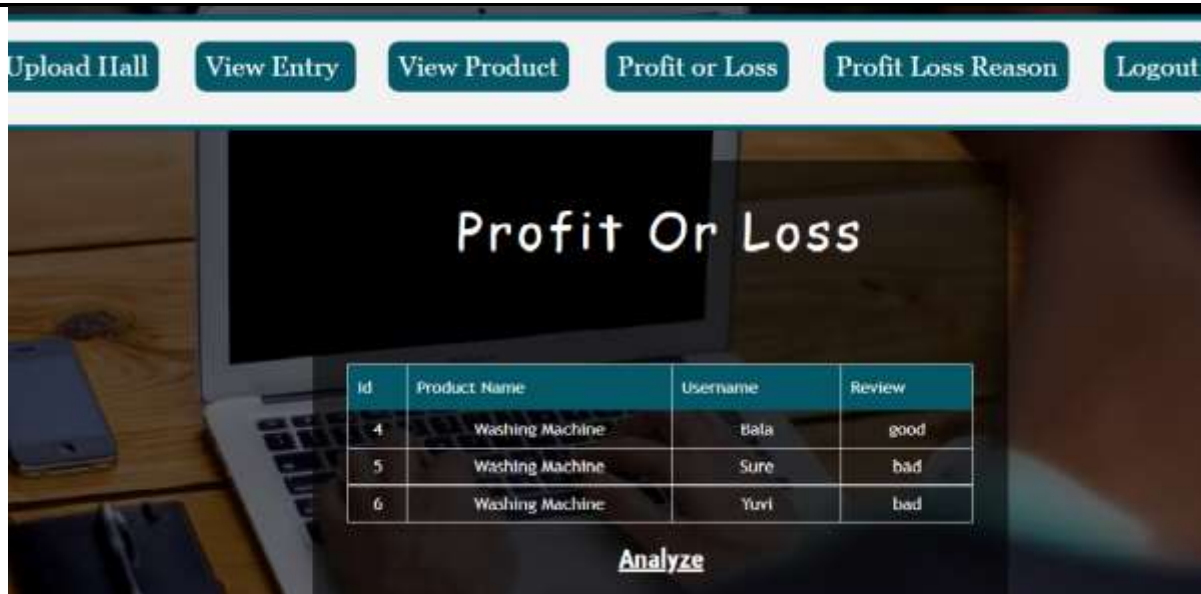 Upload Hall View Entry View Product Profit or Loss Profit Loss Reason Logout
Profit Or Loss
Id Product Name Username Review
4 Washing Machine Bala good
5 Washing Machine Sure bad
6 Washing Machine Yuvi bad
Analyze